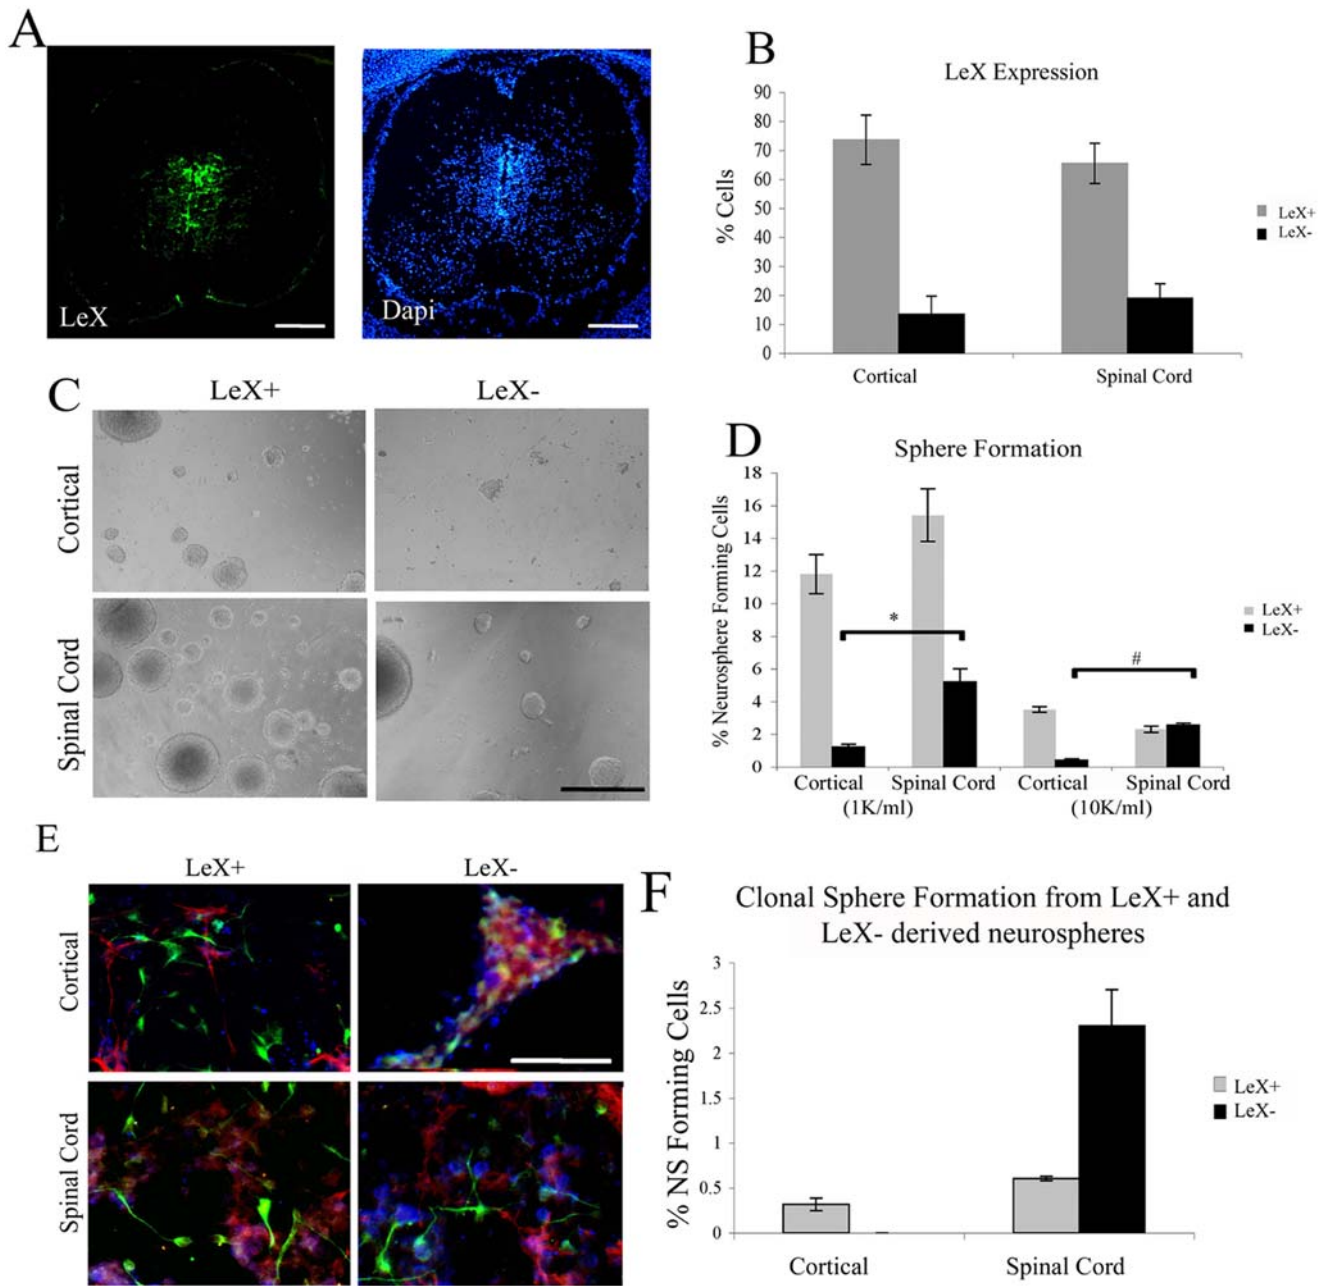 A
LeX
Dapi
B
LeX Expression
% Cells
90
80
70
60
50
40
30
20
10
0
Cortical
Spinal Cord
LeX+
LeX-
C
LeX+
LeX-
Cortical
Spinal Cord
D
Sphere Formation
% Neurosphere Forming Cells
18
16
14
12
10
8
6
4
2
0
*
#
Cortical
Spinal Cord
Cortical
Spinal Cord
(1K/ml)
(10K/ml)
LeX+
LeX-
E
LeX+
LeX-
Cortical
Spinal Cord
F
Clonal Sphere Formation from LeX+ and
LeX- derived neurospheres
% NS Forming Cells
3
2.5
2
1.5
1
0.5
0
Cortical
Spinal Cord
LeX+
LeX-